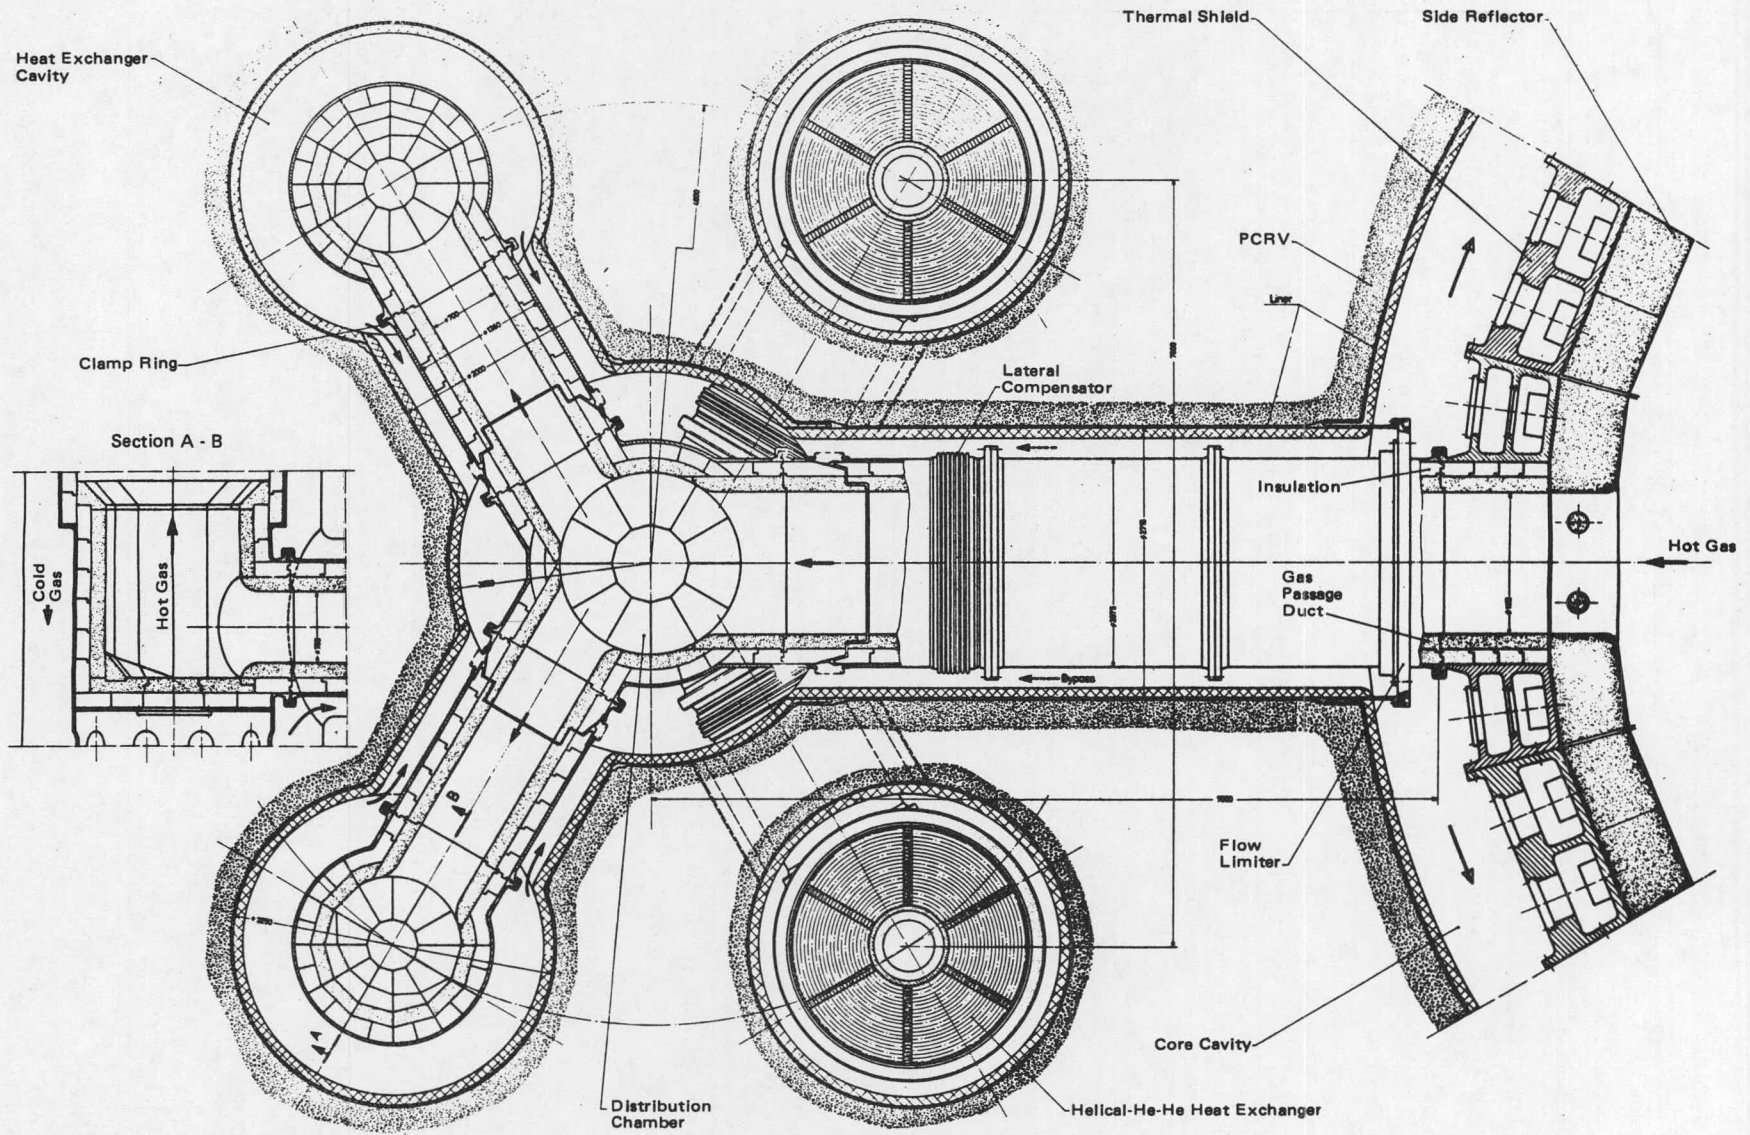 Thermal Shield
Side Reflector
Heat Exchanger
Cavity
PCRV
Liner
Clamp Ring
Lateral
Compensator
Section A - B
Insulation
Hot Gas
Cold
Gas
Hot Gas
Gas
Passage
Duct
Bypass
B
Flow
Limiter
A
Core Cavity
Distribution
Chamber
Helical-He-He Heat Exchanger